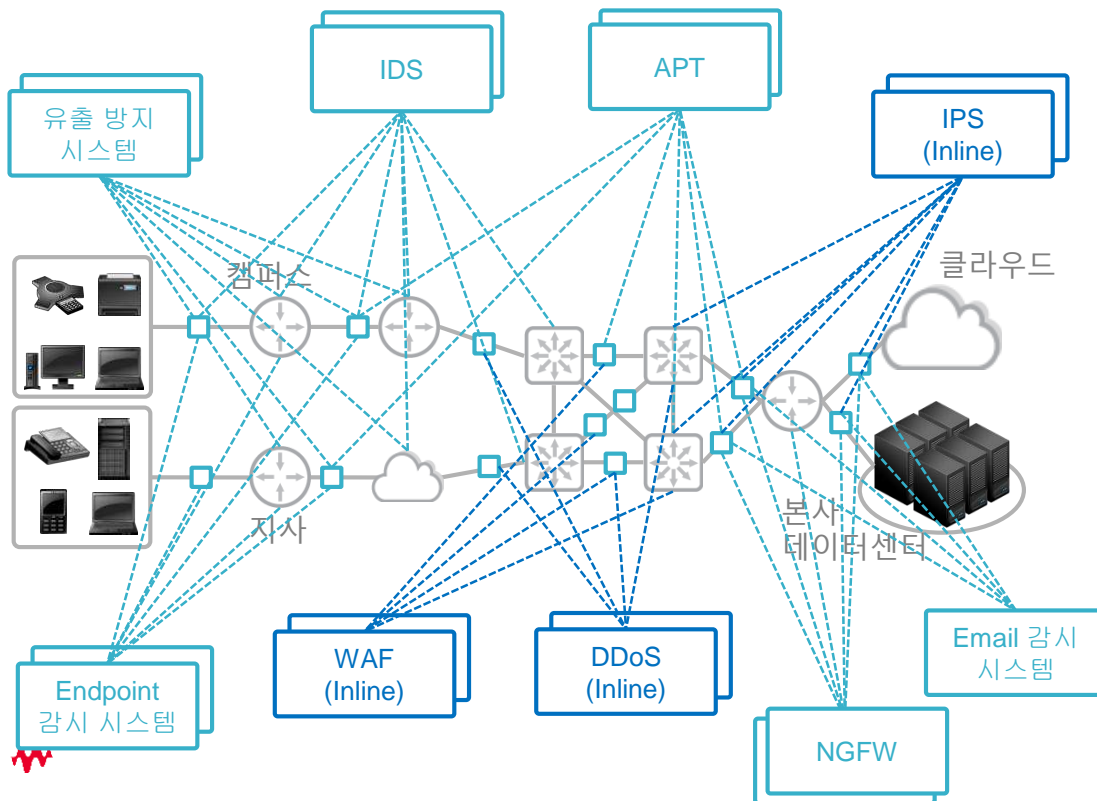 IDS
APT
유출 방지
시스템
IPS
(Inline)
캠퍼스
클라우드
지사
본사
데이터센터
WAF
(Inline)
DDoS
(Inline)
Email 감시
시스템
Endpoint
감시 시스템
NGFW